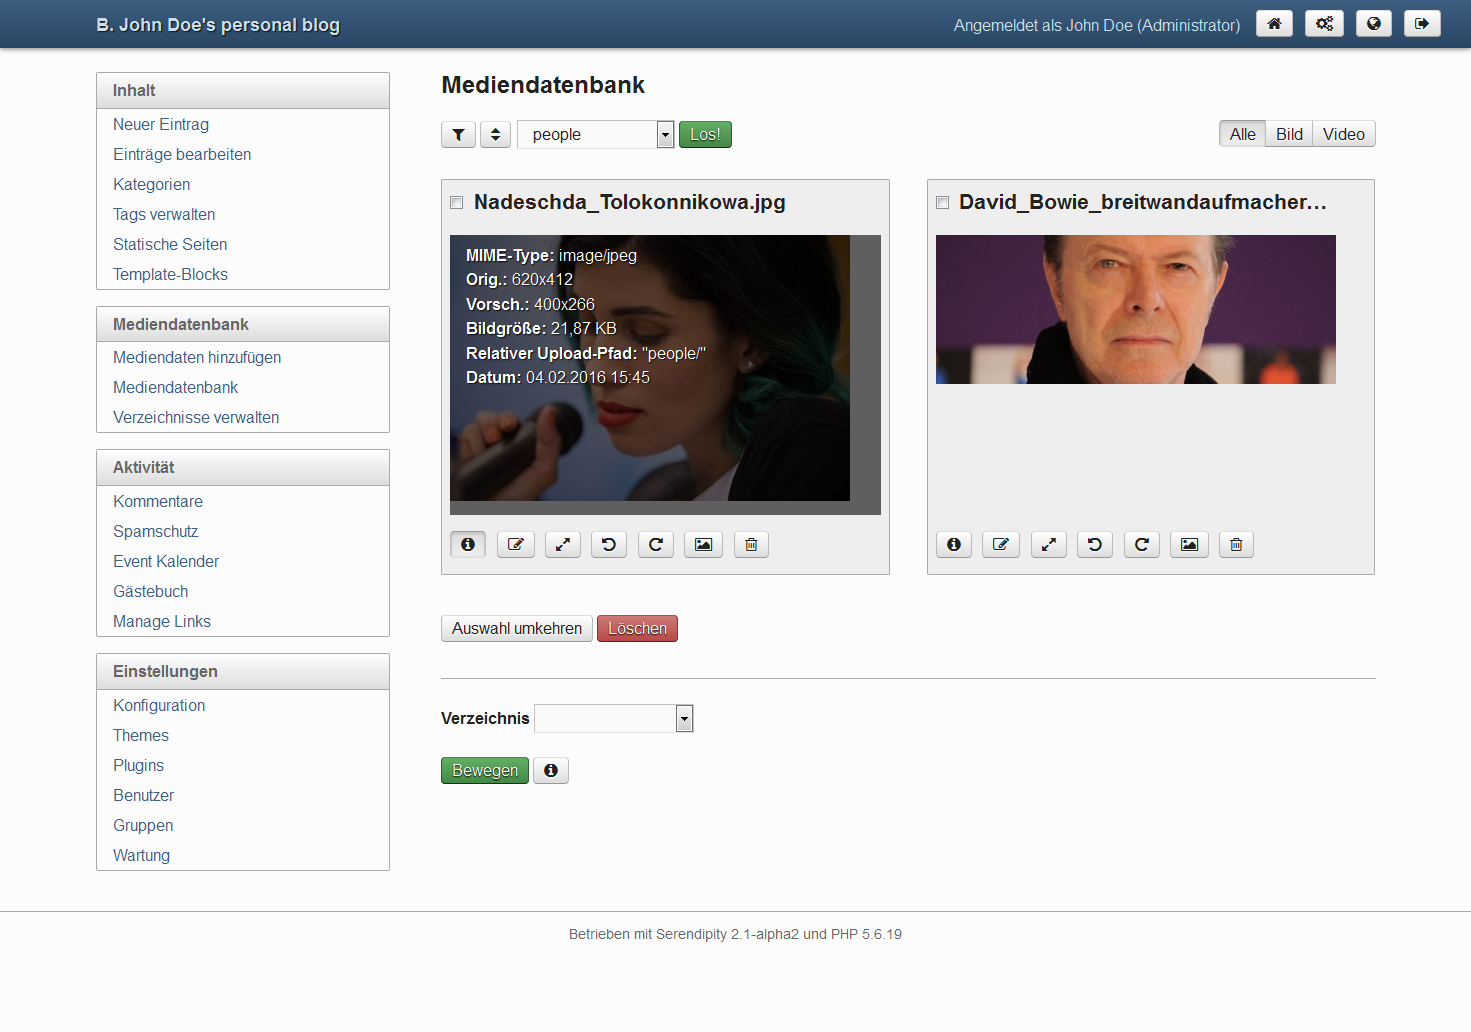 B. John Doe's personal blog
Angemeldet als John Doe (Administrator)
Inhalt
Neuer Eintrag
Einträge bearbeiten
Kategorien
Tags verwalten
Statische Seiten
Template-Blocks
Mediendatenbank
Mediendaten hinzufügen
Mediendatenbank
Verzeichnisse verwalten
Aktivität
Kommentare
Spamschutz
Event Kalender
Gästebuch
Manage Links
Einstellungen
Konfiguration
Themes
Plugins
Benutzer
Gruppen
Wartung
Mediendatenbank
people Los!
Alle Bild Video
Nadeschda_Tolokonnikowa.jpg
MIME-Type: image/jpeg
Orig.: 620x412
Vorsch.: 400x266
Bildgröße: 21,87 KB
Relativer Upload-Pfad: "people/"
Datum: 04.02.2016 15:45
David_Bowie_breitwandaufmacher…
Auswahl umkehren Löschen
Verzeichnis
Bewegen
Betrieben mit Serendipity 2.1-alpha2 und PHP 5.6.19